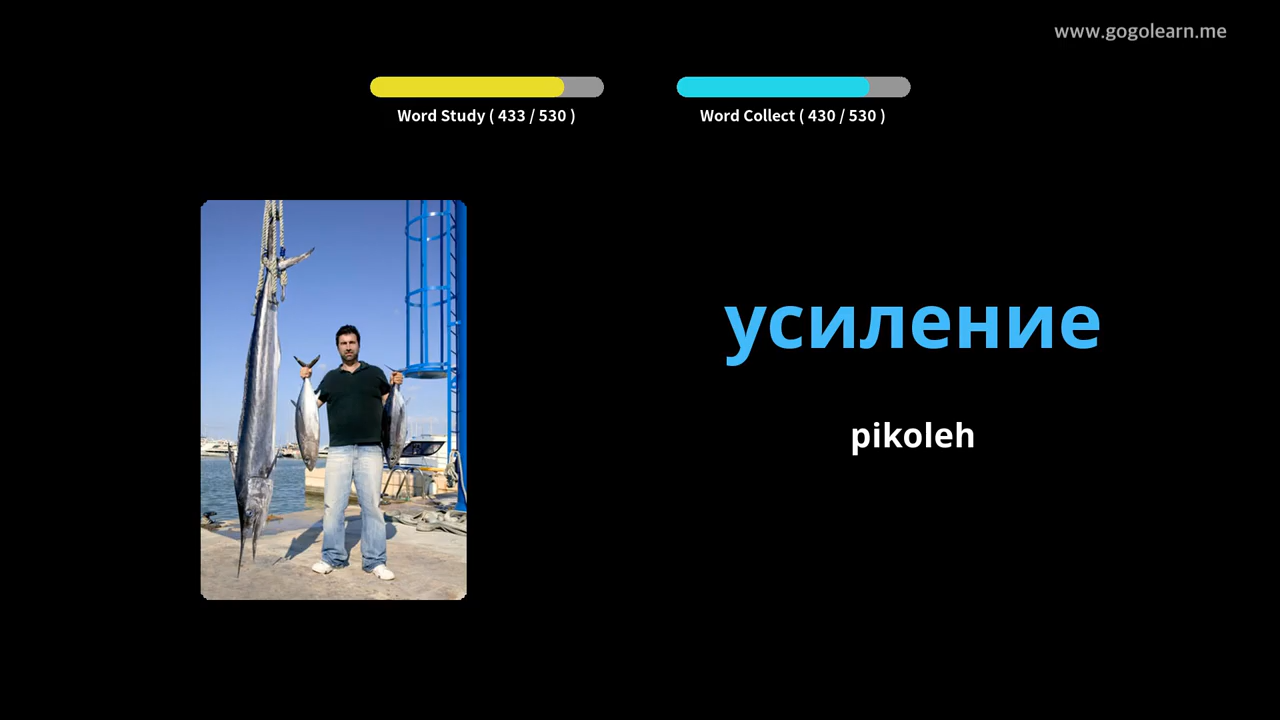 www.gogolearn.me
Word Study ( 433 / 530 )
Word Collect ( 430 / 530 )
усиление
pikoleh